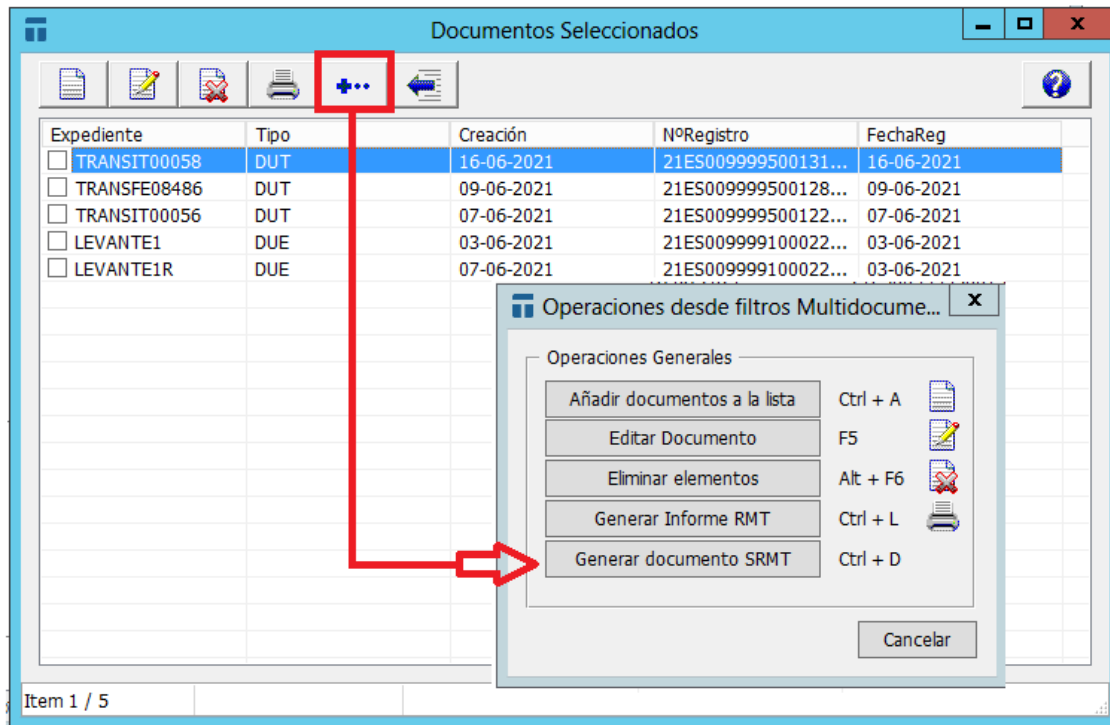 Documentos Seleccionados
Expediente Tipo Creación NºRegistro FechaReg
TRANSIT00058 DUT 16-06-2021 21ES009999500131... 16-06-2021
TRANSFE08486 DUT 09-06-2021 21ES009999500128... 09-06-2021
TRANSIT00056 DUT 07-06-2021 21ES009999500122... 07-06-2021
LEVANTE1 DUE 03-06-2021 21ES009999100022... 03-06-2021
LEVANTE1R DUE 07-06-2021 21ES009999100022... 03-06-2021
Operaciones desde filtros Multidocume...
Operaciones Generales
Añadir documentos a la lista Ctrl + A
Editar Documento F5
Eliminar elementos Alt + F6
Generar Informe RMT Ctrl + L
Generar documento SRMT Ctrl + D
Cancelar
Item 1 / 5